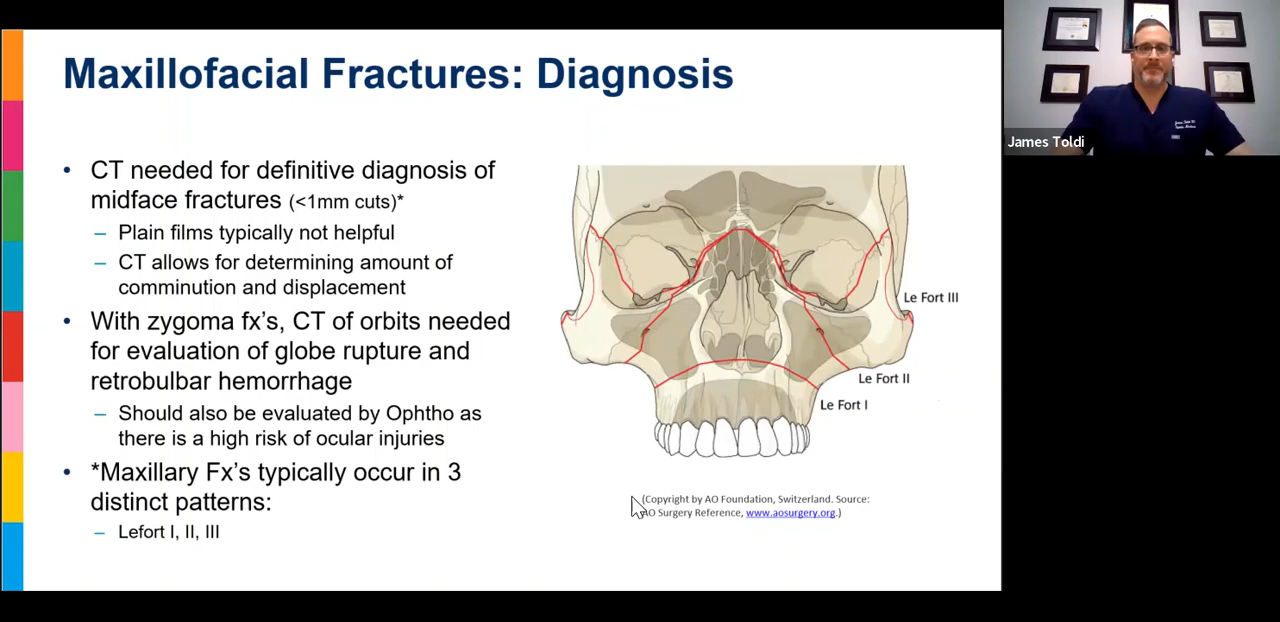 Maxillofacial Fractures: Diagnosis
• CT needed for definitive diagnosis of
midface fractures (<1mm cuts)*
– Plain films typically not helpful
– CT allows for determining amount of
comminution and displacement
• With zygoma fx's, CT of orbits needed
for evaluation of globe rupture and
retrobulbar hemorrhage
– Should also be evaluated by Ophtho as
there is a high risk of ocular injuries
• *Maxillary Fx's typically occur in 3
distinct patterns:
– Lefort I, II, III
Le Fort III
Le Fort II
Le Fort I
(Copyright by AO Foundation, Switzerland. Source:
AO Surgery Reference, www.aosurgery.org.)
James Toldi